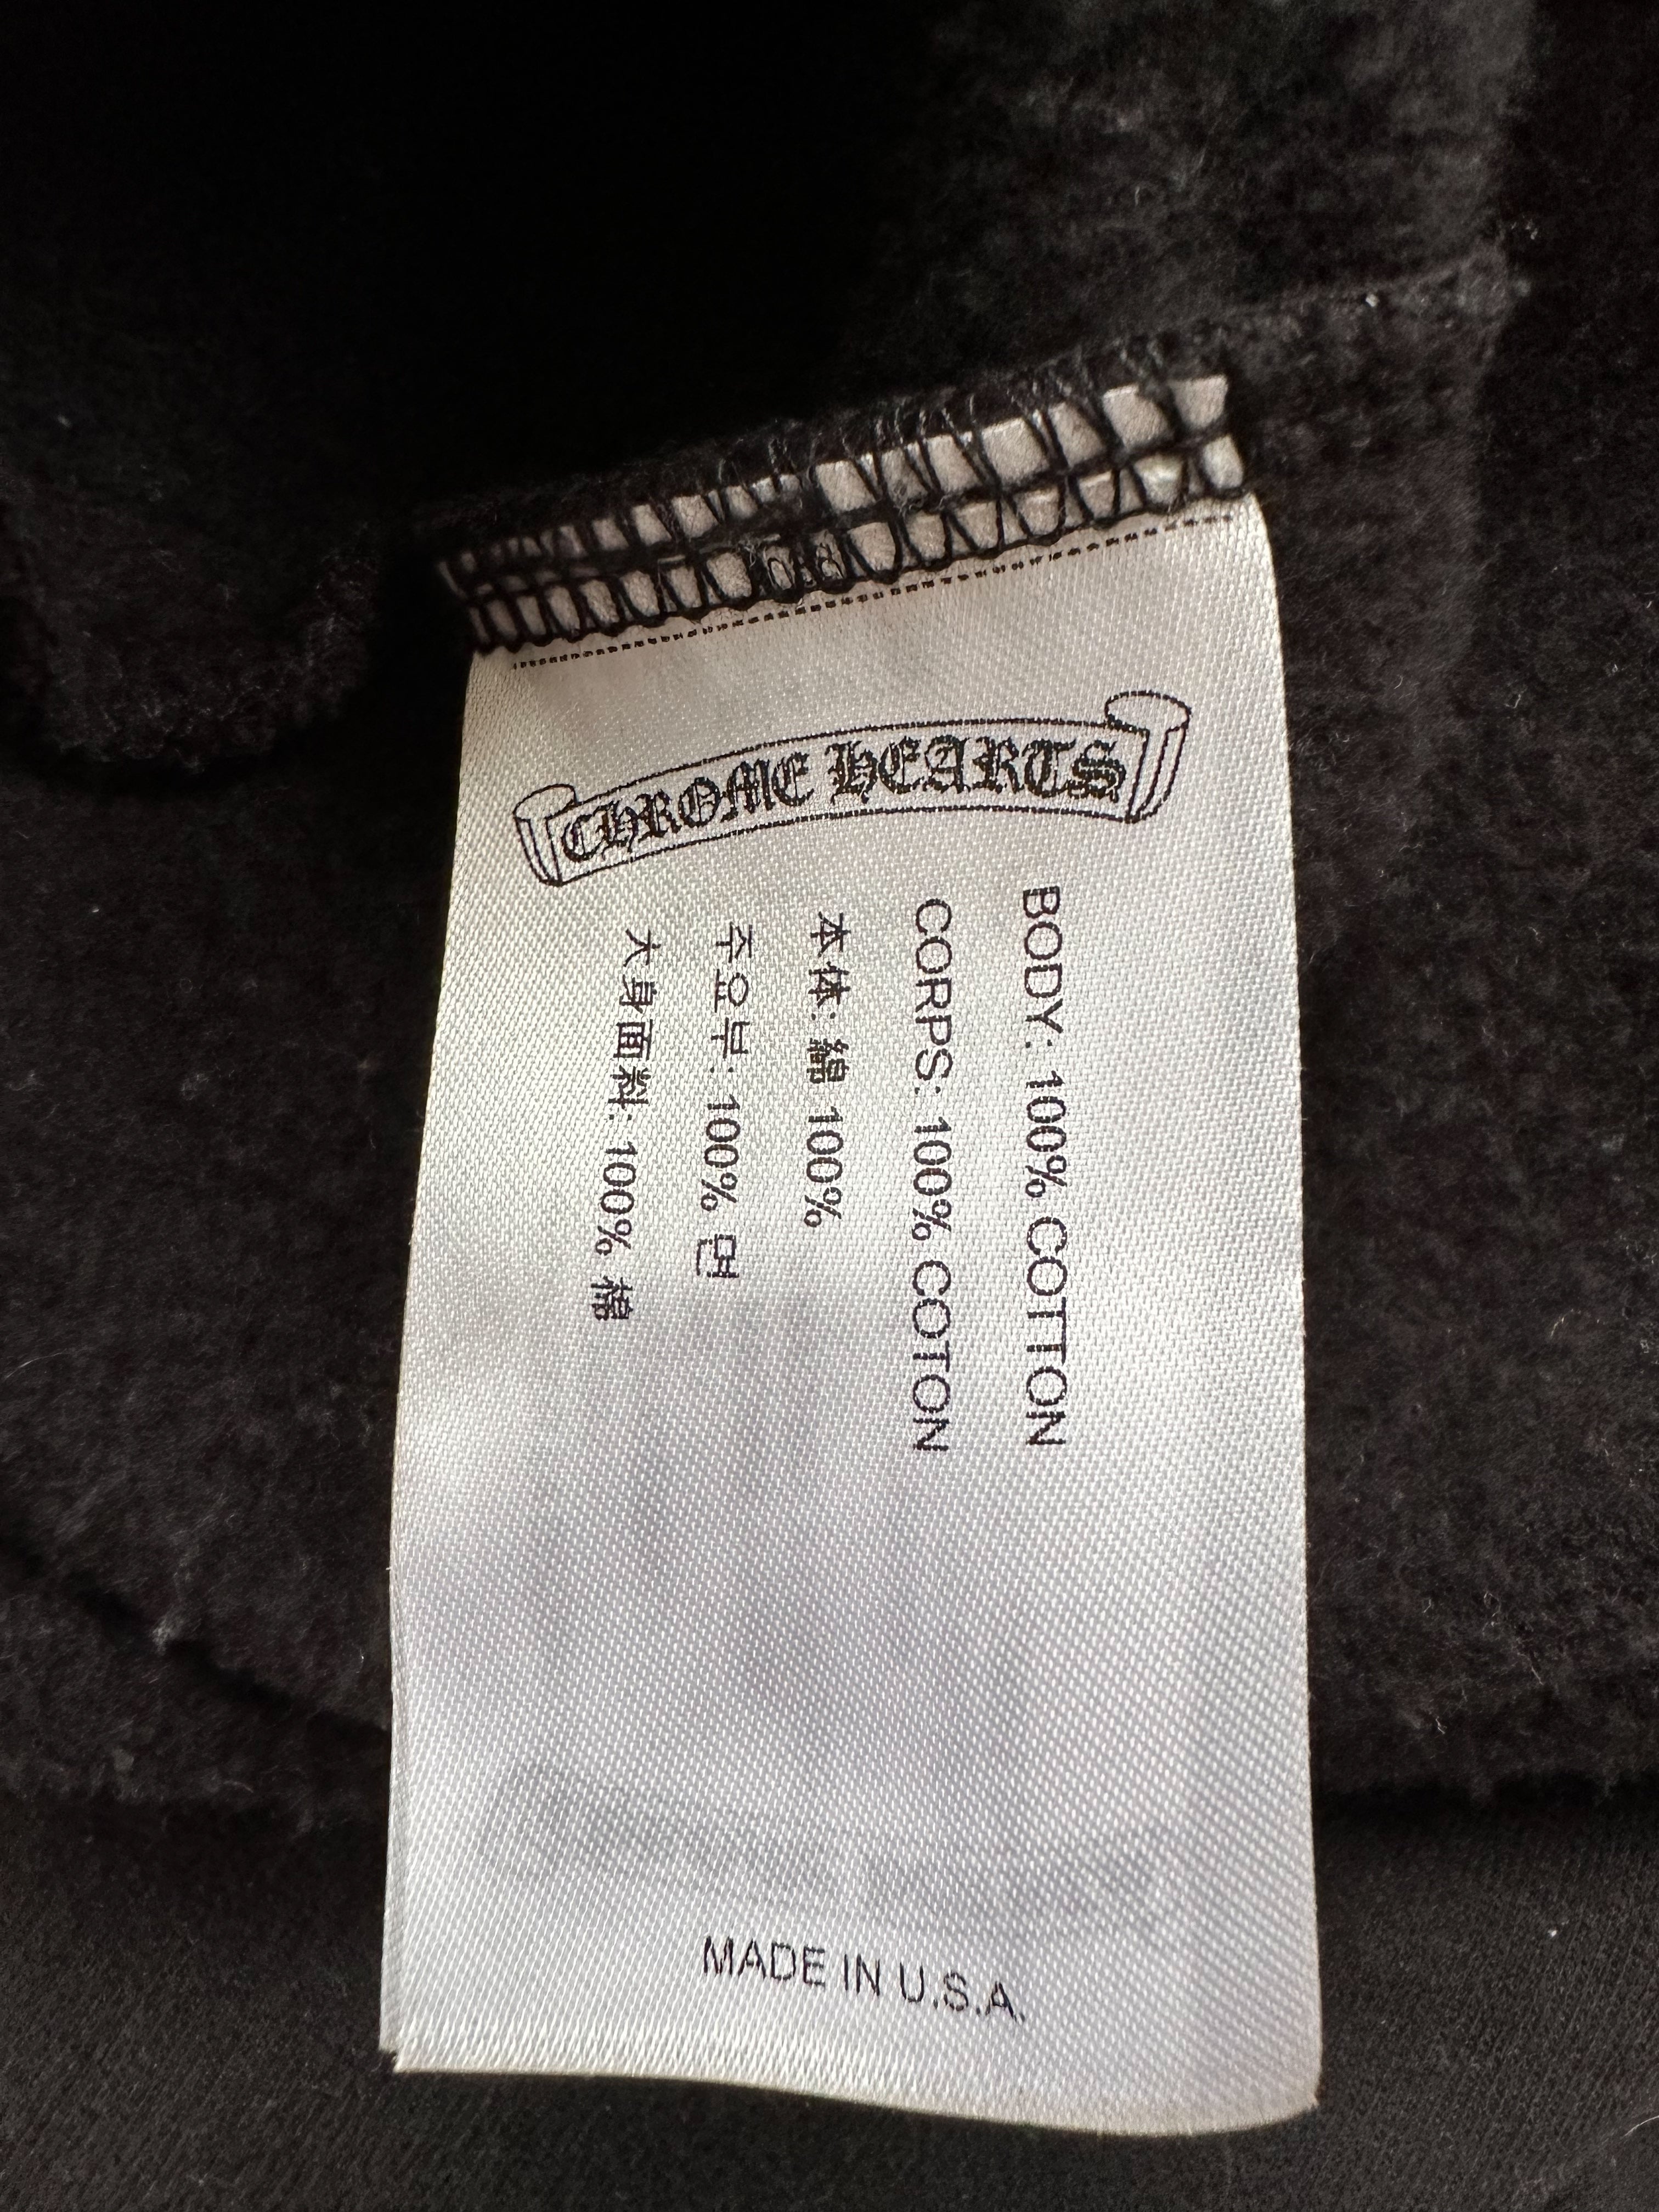 CHROME HEARTS
BODY: 100% COTTON
CORPS: 100% COTON
本体: 綿 100%
주요부: 100% 면
大身面料: 100% 棉
MADE IN U.S.A.